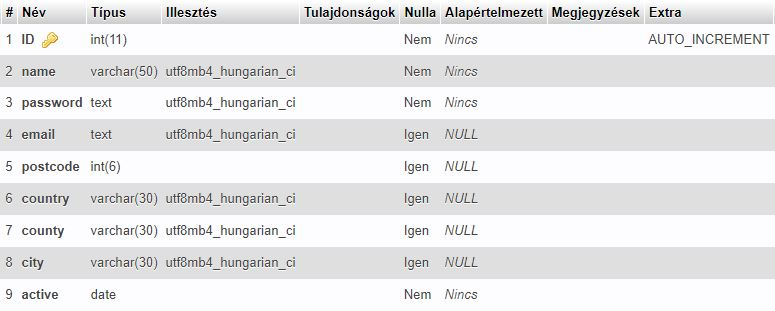 # Név Típus Illesztés Tulajdonságok Nulla Alapértelmezett Megjegyzések Extra
1 ID int(11) Nem Nincs AUTO_INCREMENT
2 name varchar(50) utf8mb4_hungarian_ci Nem Nincs
3 password text utf8mb4_hungarian_ci Nem Nincs
4 email text utf8mb4_hungarian_ci Igen NULL
5 postcode int(6) Igen NULL
6 country varchar(30) utf8mb4_hungarian_ci Igen NULL
7 county varchar(30) utf8mb4_hungarian_ci Igen NULL
8 city varchar(30) utf8mb4_hungarian_ci Igen NULL
9 active date Nem Nincs